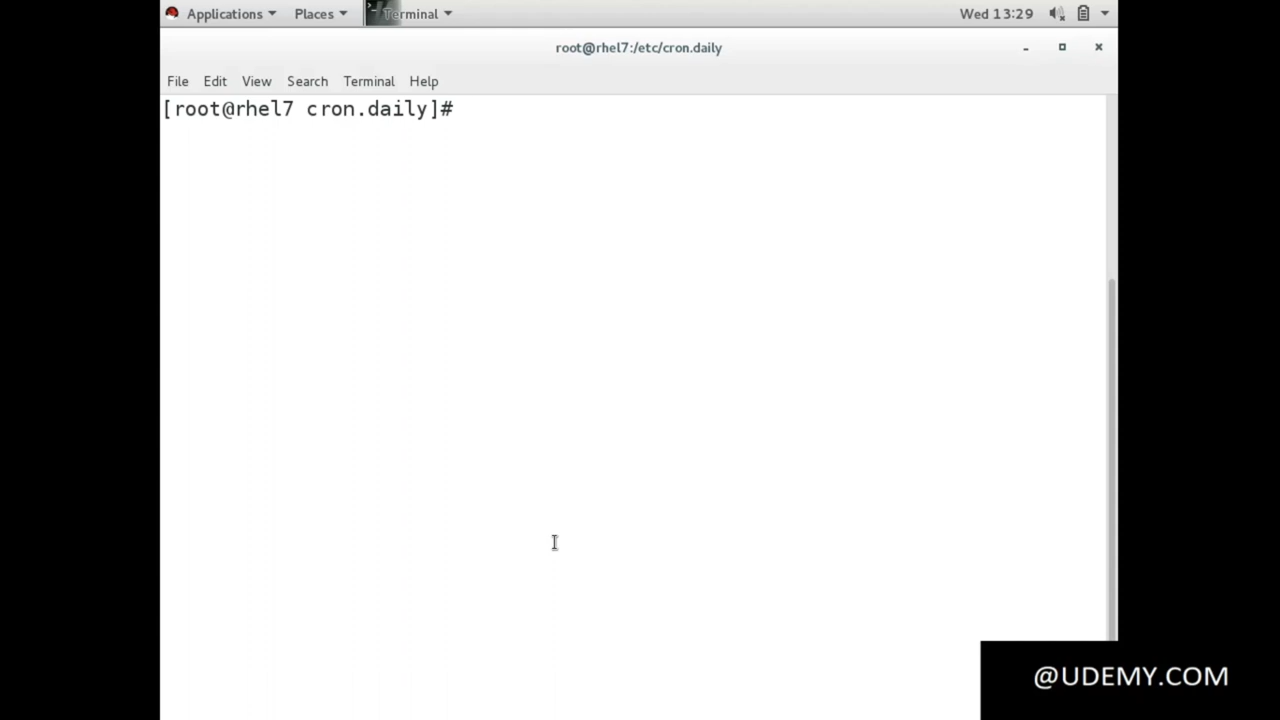 Applications Places Terminal Wed 13:29
root@rhel7:/etc/cron.daily
File Edit View Search Terminal Help
[root@rhel7 cron.daily]#
@UDEMY.COM